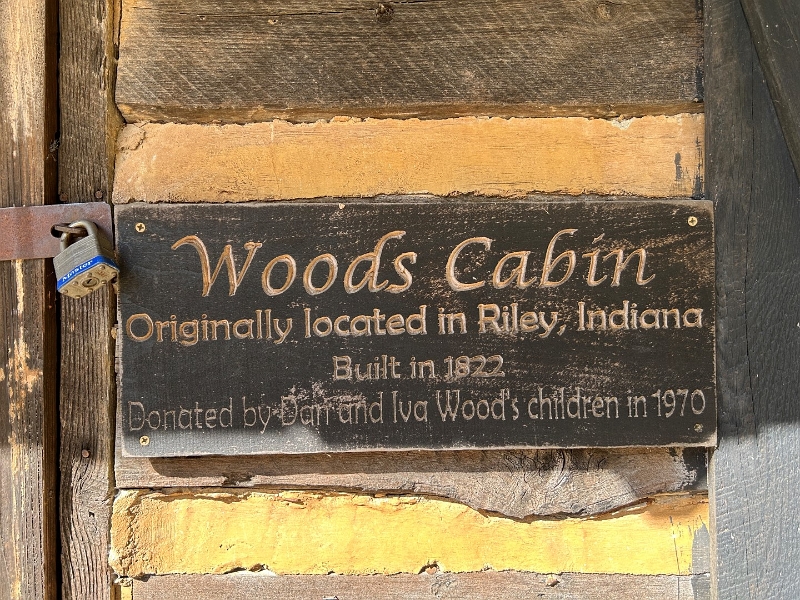 Master
Woods Cabin
Originally located in Riley, Indiana
Built in 1822
Donated by Dan and Iva Wood's children in 1970